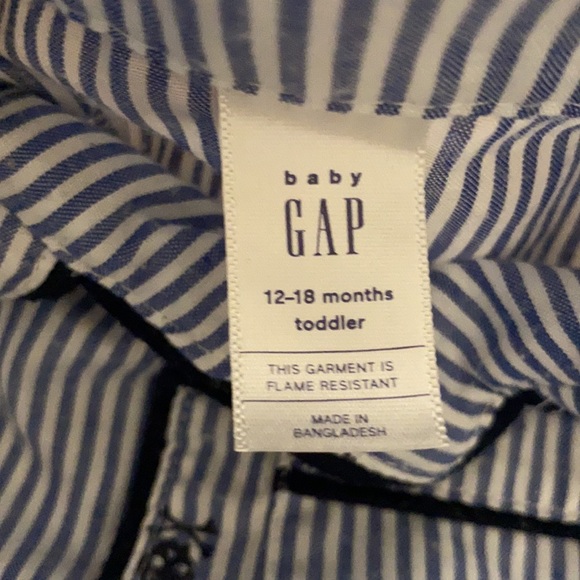 baby
GAP
12–18 months
toddler
THIS GARMENT IS
FLAME RESISTANT
MADE IN
BANGLADESH